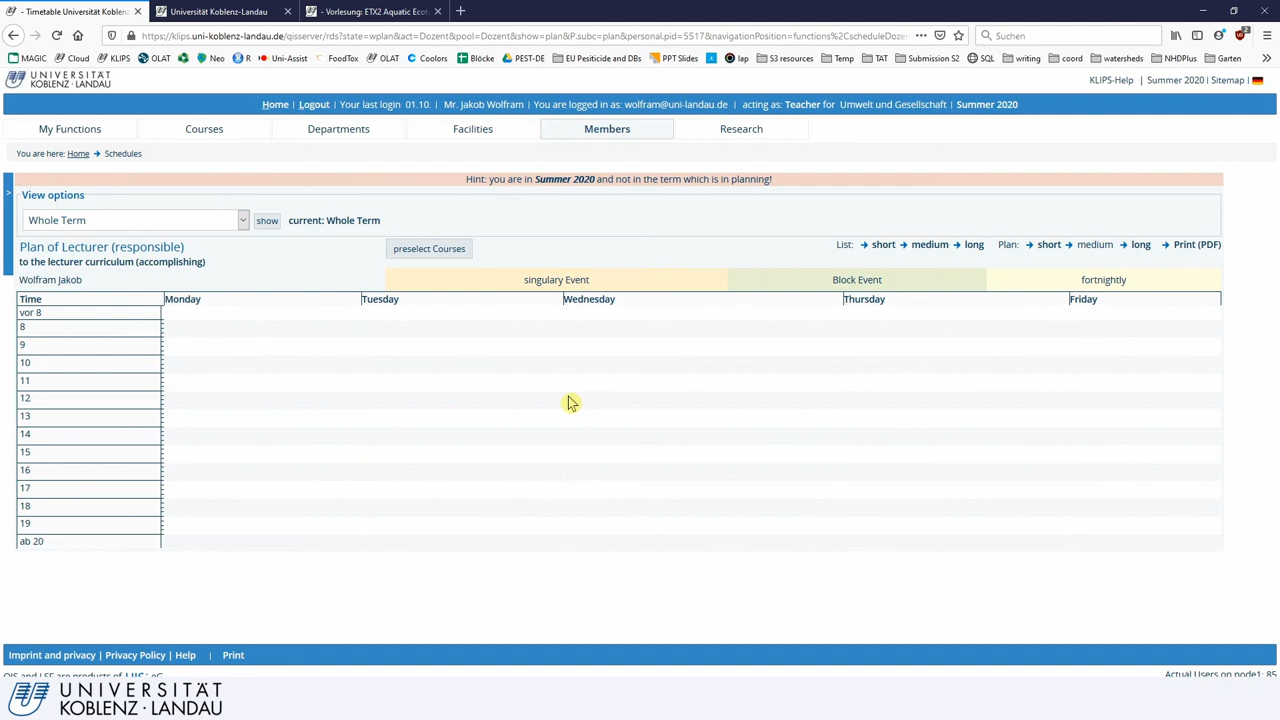 - Timetable Universität Koblenz
Universität Koblenz-Landau
- Vorlesung: ETX2 Aquatic Ecot
https://klips.uni-koblenz-landau.de/qisserver/rds?state=wplan&act=Dozent&pool=Dozent&show=plan&P.subc=plan&personal.pid=5517&navigationPosition=functions%2CscheduleDozen
Suchen
MAGIC Cloud KLIPS OLAT Neo R Uni-Assist FoodTox OLAT Coolors Blöcke PEST-DE EU Pesiticide and DBs PPT Slides lap S3 resources Temp TAT Submission S2 SQL writing coord watersheds NHDPlus Garten
UNIVERSITÄT
KOBLENZ·LANDAU
KLIPS-Help | Summer 2020 | Sitemap |
Home | Logout | Your last login 01.10. | Mr. Jakob Wolfram | You are logged in as: wolfram@uni-landau.de | acting as: Teacher for Umwelt und Gesellschaft | Summer 2020
My Functions Courses Departments Facilities Members Research
You are here: Home → Schedules
>
Hint: you are in Summer 2020 and not in the term which is in planning!
View options
Whole Term show current: Whole Term
Plan of Lecturer (responsible) preselect Courses List: → short → medium → long Plan: → short → medium → long → Print (PDF)
to the lecturer curriculum (accomplishing)
Wolfram Jakob singulary Event Block Event fortnightly
Time Monday Tuesday Wednesday Thursday Friday
vor 8
8
9
10
11
12
13
14
15
16
17
18
19
ab 20
Imprint and privacy | Privacy Policy | Help | Print
Actual Users on node1: 85
UNIVERSITÄT
KOBLENZ·LANDAU